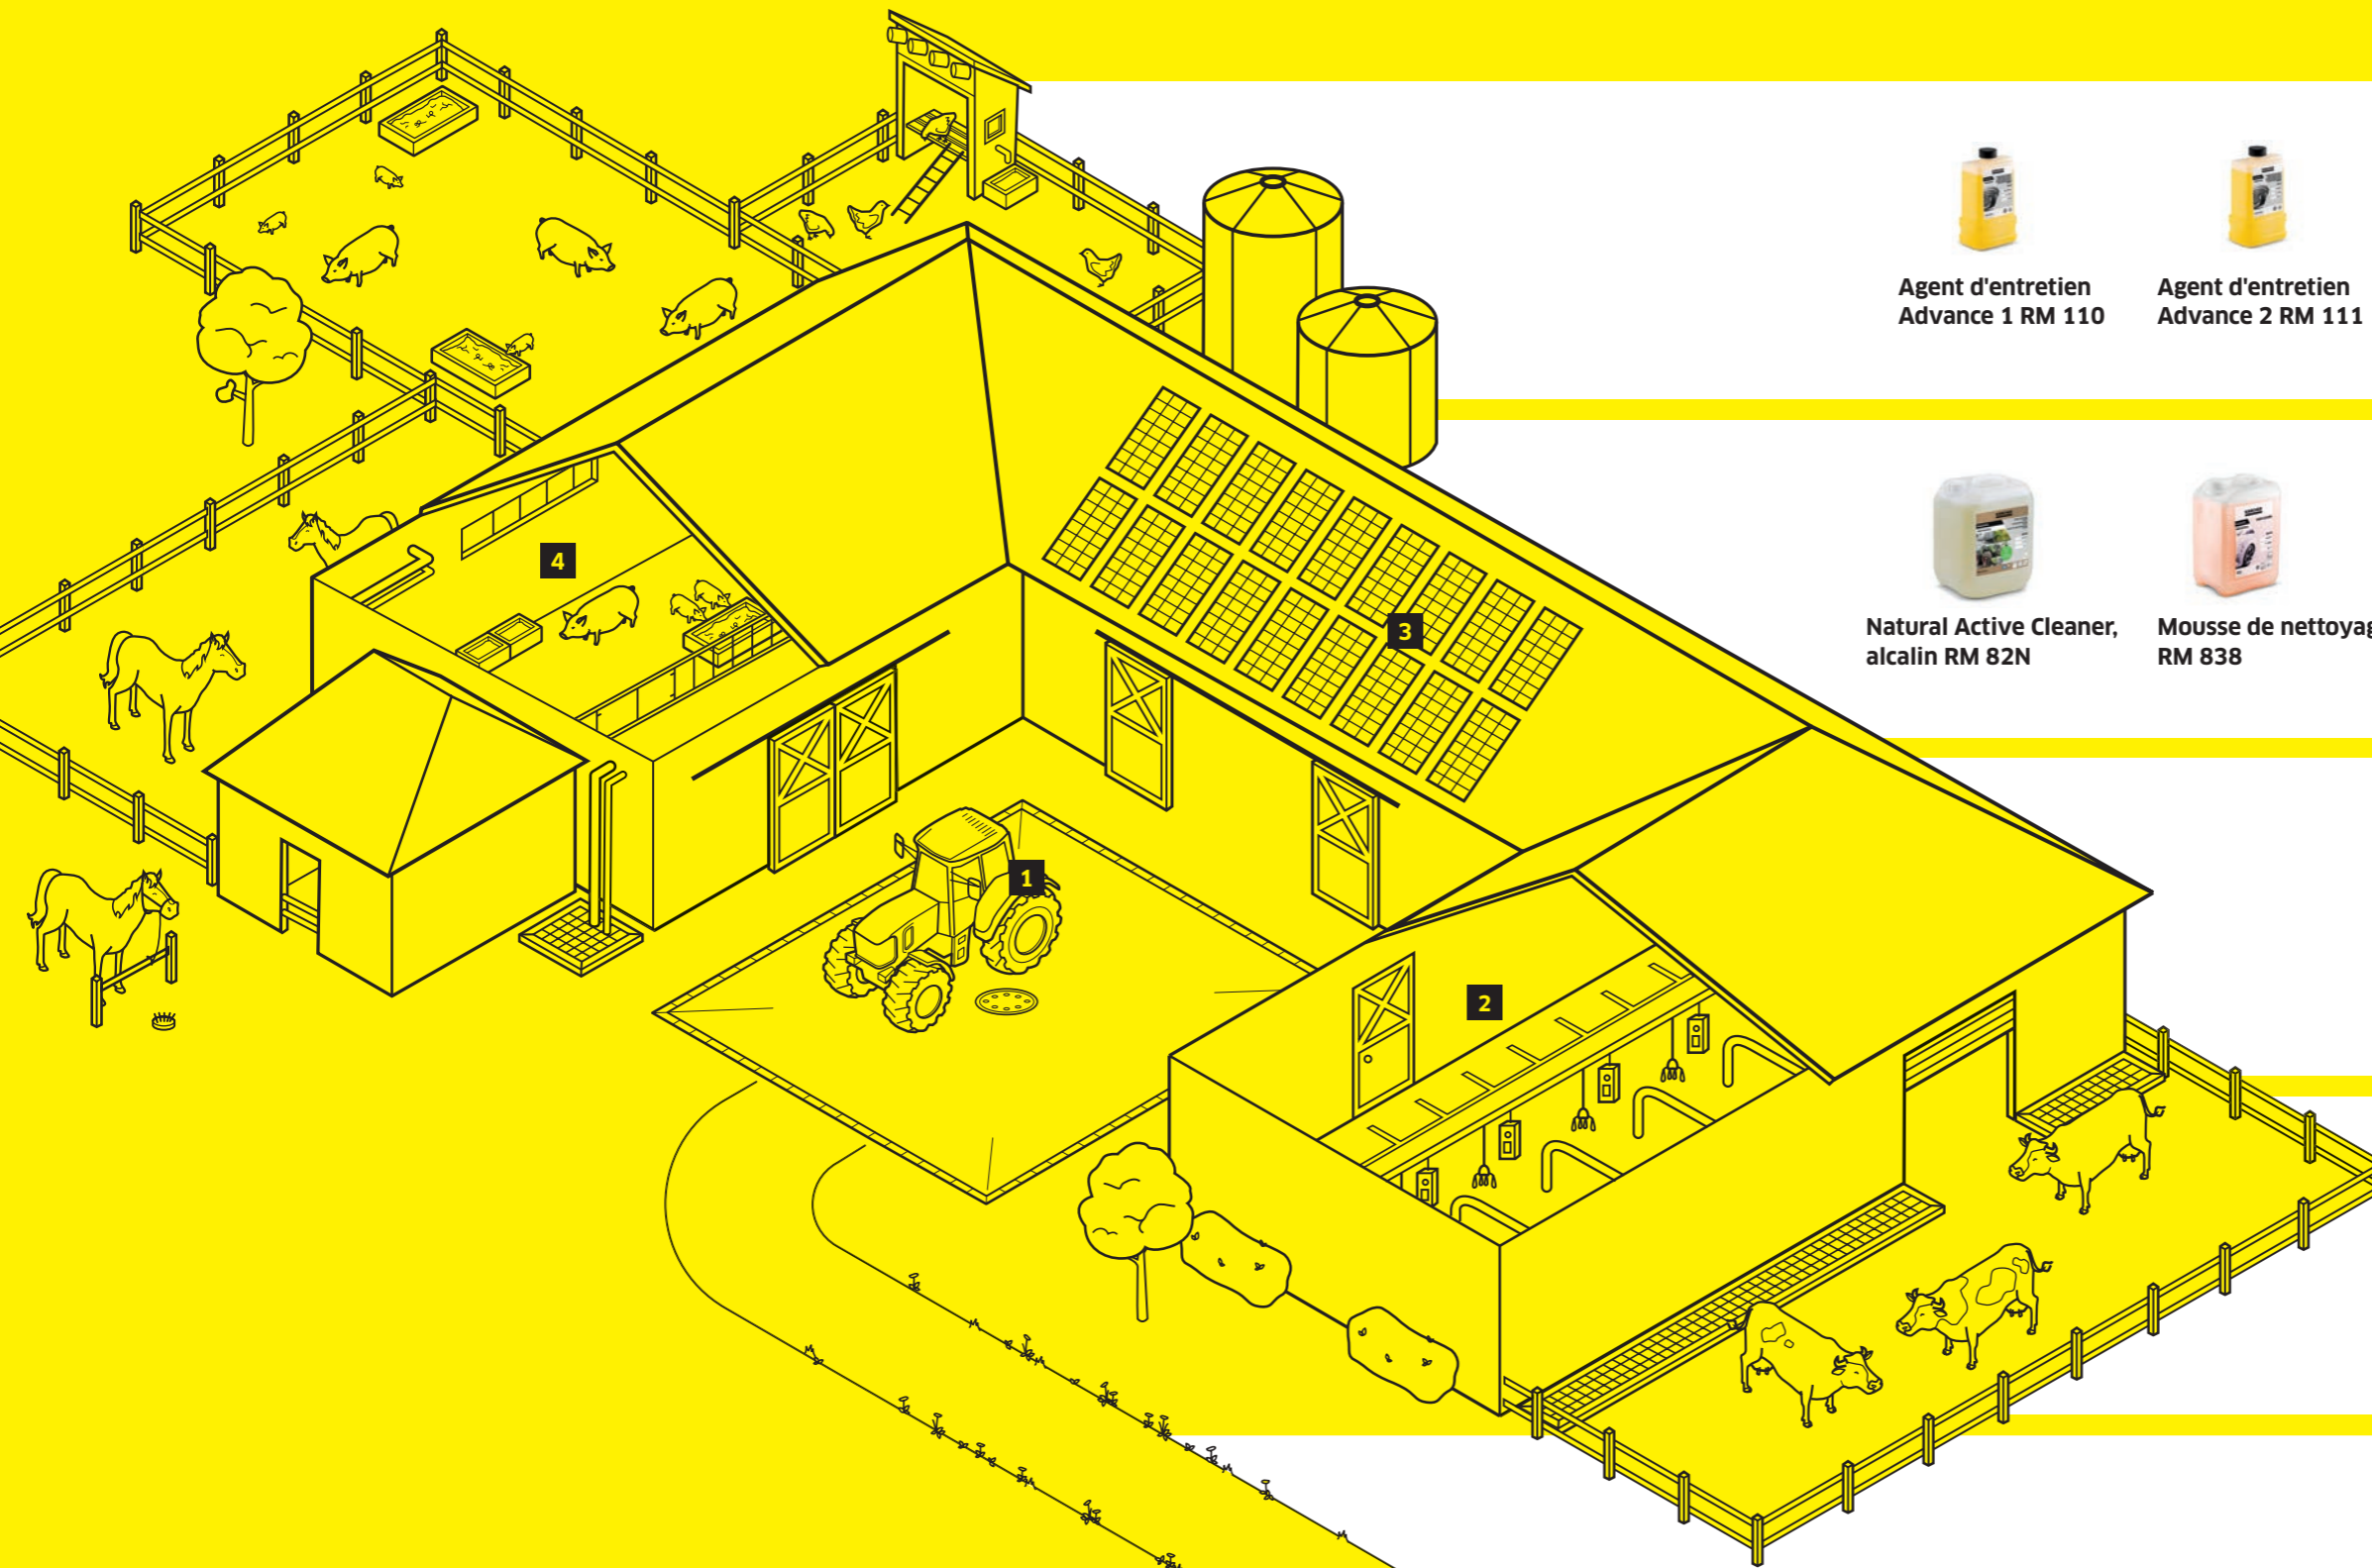 Agent d'entretien
Advance 1 RM 110
Agent d'entretien
Advance 2 RM 111
4
3
Natural Active Cleaner,
alcalin RM 82N
Mousse de nettoyag
RM 838
1
2